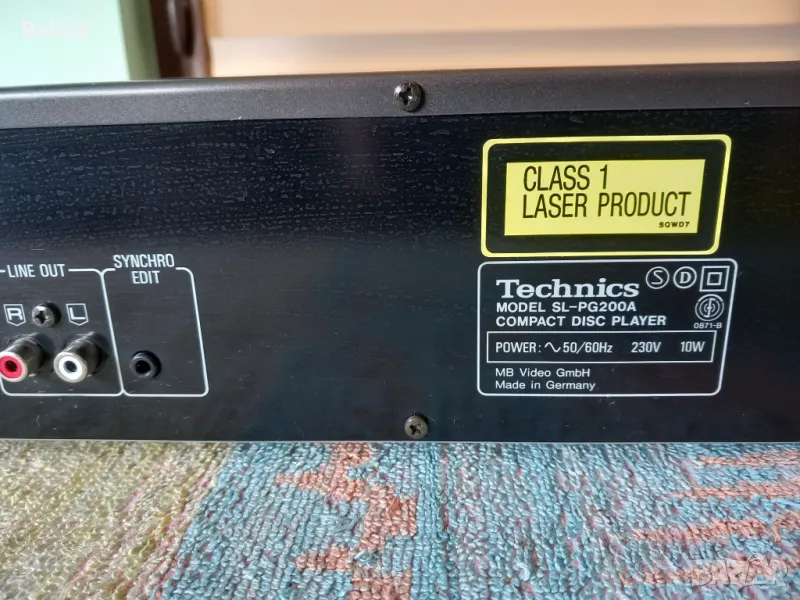 CLASS 1
LASER PRODUCT
SQWD7
LINE OUT
SYNCHRO
EDIT
R
L
Technics
S D
MODEL SL-PG200A
COMPACT DISC PLAYER
0871-B
POWER: ∿ 50/60Hz 230V 10W
MB Video GmbH
Made in Germany